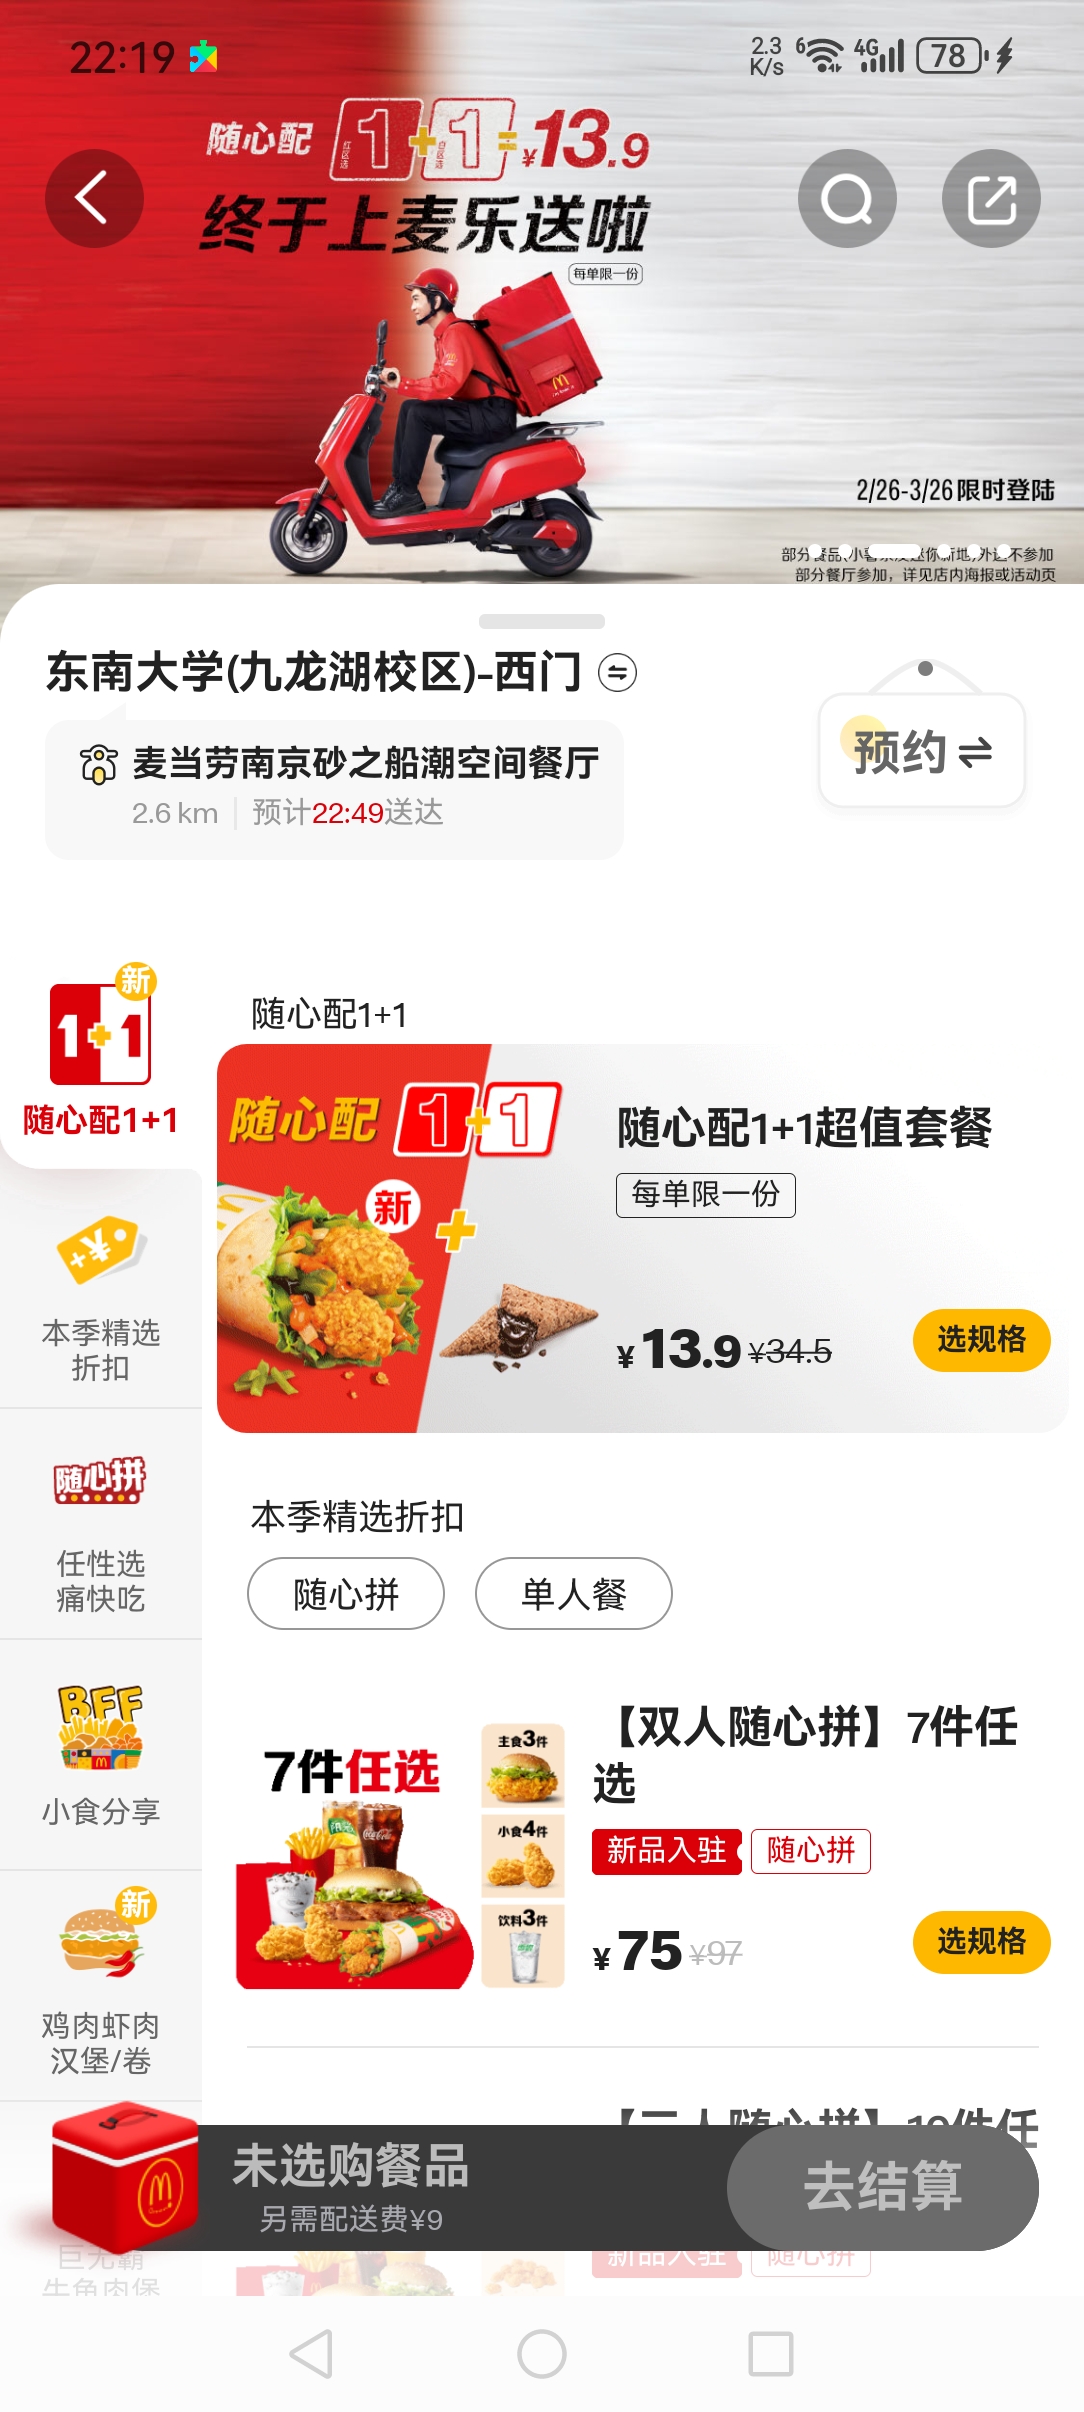 22:19
2.3 K/s
6
4G
78
随心配 1+1=¥13.9
红区选
白区选
终于上麦乐送啦
每单限一份
2/26-3/26限时登陆
部分餐厅参加，详见店内海报或活动页
东南大学(九龙湖校区)-西门
麦当劳南京砂之船潮空间餐厅
2.6 km | 预计22:49送达
预约
新
1+1
随心配1+1
本季精选
折扣
随心拼
任性选
痛快吃
BFF
小食分享
新
鸡肉虾肉
汉堡/卷
巨无霸
牛鱼肉堡
随心配1+1
随心配 1+1
新
随心配1+1超值套餐
每单限一份
¥13.9 ¥34.5
选规格
本季精选折扣
随心拼
单人餐
7件任选
主食3件
小食4件
饮料3件
【双人随心拼】7件任
选
新品入驻
随心拼
¥75 ¥97
选规格
【三人随心拼】10件任
新品入驻
随心拼
未选购餐品
另需配送费¥9
去结算